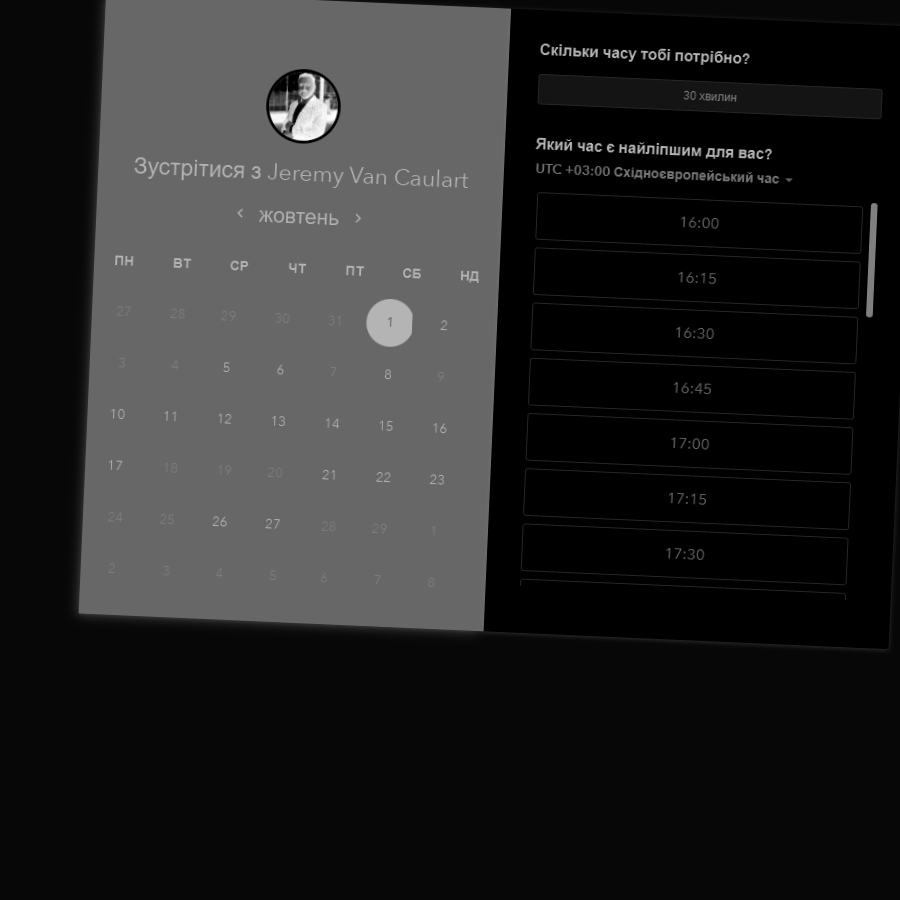 Зустрітися з Jeremy Van Caulart
‹ жовтень ›
ПН ВТ СР ЧТ ПТ СБ НД
27 28 29 30 31 1 2
3 4 5 6 7 8 9
10 11 12 13 14 15 16
17 18 19 20 21 22 23
24 25 26 27 28 29 1
2 3 4 5 6 7 8
Скільки часу тобі потрібно?
30 хвилин
Який час є найліпшим для вас?
UTC +03:00 Східноєвропейський час
16:00
16:15
16:30
16:45
17:00
17:15
17:30